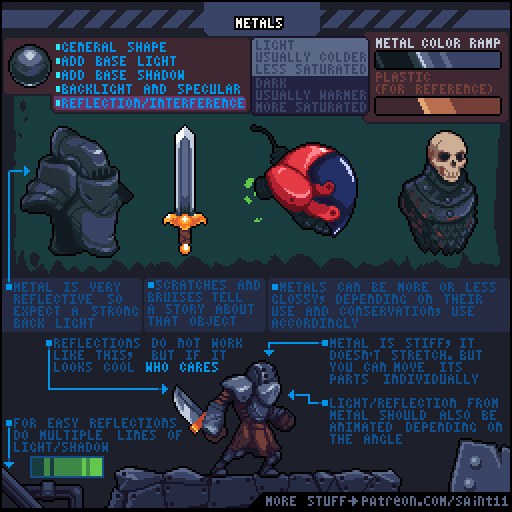 METALS
GENERAL SHAPE
ADD BASE LIGHT
ADD BASE SHADOW
BACKLIGHT AND SPECULAR
REFLECTION/INTERFERENCE
LIGHT
USUALLY COLDER
LESS SATURATED
DARK
USUALLY WARMER
MORE SATURATED
METAL COLOR RAMP
PLASTIC
(FOR REFERENCE)
METAL IS VERY
REFLECTIVE SO
EXPECT A STRONG
BACK LIGHT
SCRATCHES AND
BRUISES TELL
A STORY ABOUT
THAT OBJECT
METALS CAN BE MORE OR LESS
GLOSSY, DEPENDING ON THEIR
USE AND CONSERVATION, USE
ACCORDINGLY
REFLECTIONS DO NOT WORK
LIKE THIS, BUT IF IT
LOOKS COOL WHO CARES
METAL IS STIFF, IT
DOESN'T STRETCH. BUT
YOU CAN MOVE ITS
PARTS INDIVIDUALLY
LIGHT/REFLECTION FROM
METAL SHOULD ALSO BE
ANIMATED DEPENDING ON
THE ANGLE
FOR EASY REFLECTIONS
DO MULTIPLE LINES OF
LIGHT/SHADOW
MORE STUFF→PATREON.COM/SAINT11